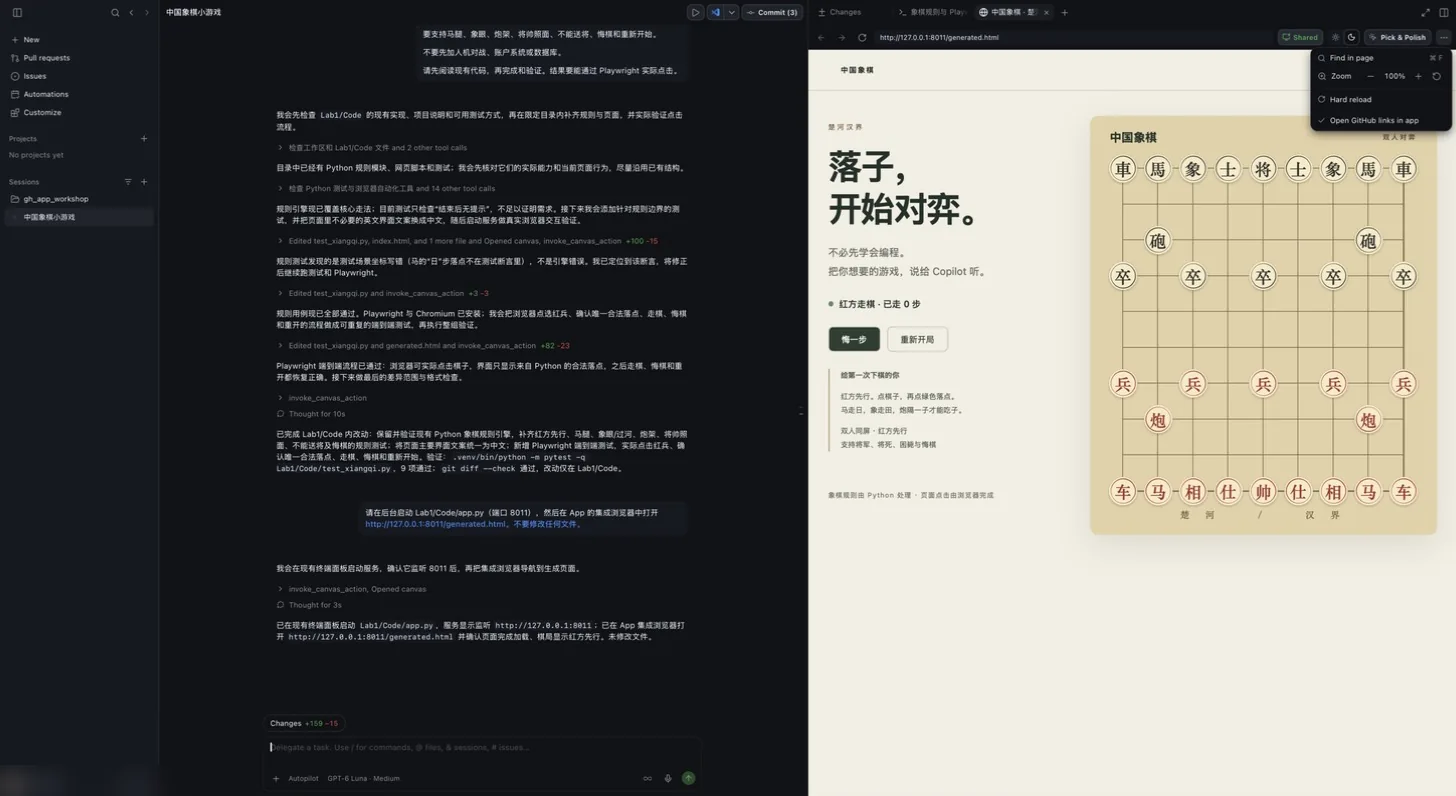 中国象棋小游戏
Commit (3)
New
Pull requests
Issues
Automations
Customize
Projects
No projects yet
Sessions
gh_app_workshop
中国象棋小游戏
要支持马腿、象眼、炮架、将帅照面、不能送将、悔棋和重新开始。
不要先加人机对战、账户系统或数据库。
请先阅读现有代码，再完成和验证。结果要能通过 Playwright 实际点击。
我会先检查 Lab1/Code 的现有实现、项目说明和可用测试方式，再在限定目录内补齐规则与页面，并实际验证点击
流程。
检查工作区和 Lab1/Code 文件 and 2 other tool calls
目录中已经有 Python 规则模块、网页脚本和测试；我会先核对它们的实际能力和当前页面行为，尽量沿用已有结构。
检查 Python 测试与浏览器自动化工具 and 14 other tool calls
规则引擎现已覆盖核心走法；目前测试只检查“结束后无提示”，不足以证明需求。接下来我会添加针对规则边界的测
试，并把页面里不必要的英文界面文案换成中文，随后启动服务做真实浏览器交互验证。
Edited test_xiangqi.py, index.html, and 1 more file and Opened canvas, invoke_canvas_action +100 -15
规则测试发现的是测试场景坐标写错（马的“日”步落点不在测试断言里），不是引擎错误。我已定位到该断言，将修正
后继续跑测试和 Playwright。
Edited test_xiangqi.py and invoke_canvas_action +3 -3
规则用例现已全部通过。Playwright 与 Chromium 已安装；我会把浏览器点选红兵、确认唯一合法落点、走棋、悔棋
和重开的流程做成可重复的端到端测试，再执行整组验证。
Edited test_xiangqi.py and generated.html and invoke_canvas_action +82 -23
Playwright 端到端流程已通过：浏览器可实际点击棋子，界面只显示来自 Python 的合法落点，之后走棋、悔棋和重
开都恢复正确。接下来做最后的差异范围与格式检查。
invoke_canvas_action
Thought for 10s
已完成 Lab1/Code 内改动：保留并验证现有 Python 象棋规则引擎，补齐红方先行、马腿、象眼/过河、炮架、将帅照
面、不能送将及悔棋的规则测试；将页面主要界面文案统一为中文；新增 Playwright 端到端测试，实际点击红兵、确
认唯一合法落点、走棋、悔棋和重新开始。验证：.venv/bin/python -m pytest -q
Lab1/Code/test_xiangqi.py，9 项通过；git diff --check 通过，改动仅在 Lab1/Code。
请在后台启动 Lab1/Code/app.py（端口 8011），然后在 App 的集成浏览器中打开
http://127.0.0.1:8011/generated.html。不要修改任何文件。
我会在现有终端面板启动服务，确认它监听 8011 后，再把集成浏览器导航到生成页面。
invoke_canvas_action, Opened canvas
Thought for 3s
已在现有终端面板启动 Lab1/Code/app.py，服务显示监听 http://127.0.0.1:8011；已在 App 集成浏览器打
开 http://127.0.0.1:8011/generated.html 并确认页面完成加载、棋局显示红方先行。未修改文件。
Changes +159 -15
Delegate a task. Use / for commands, @ files, & sessions, # issues...
Autopilot GPT-6 Luna · Medium
Changes
象棋规则与 Play
中国象棋 · 楚
http://127.0.0.1:8011/generated.html
Shared
Pick & Polish
Find in page ⌘ F
Zoom 100%
Hard reload
Open GitHub links in app
中国象棋
楚河汉界
落子，
开始对弈。
不必先学会编程。
把你想要的游戏，说给 Copilot 听。
红方走棋 · 已走 0 步
悔一步
重新开局
给第一次下棋的你
红方先行。点棋子，再点绿色落点。
马走日，象走田，炮隔一子才能吃子。
双人同屏 · 红方先行
支持将军、将死、困毙与悔棋
象棋规则由 Python 处理 · 页面点击由浏览器完成
中国象棋
双人对弈
車 馬 象 士 将 士 象 馬 車
砲 砲
卒 卒 卒 卒 卒
兵 兵 兵 兵 兵
炮 炮
车 马 相 仕 帅 仕 相 马 车
楚 河 / 汉 界